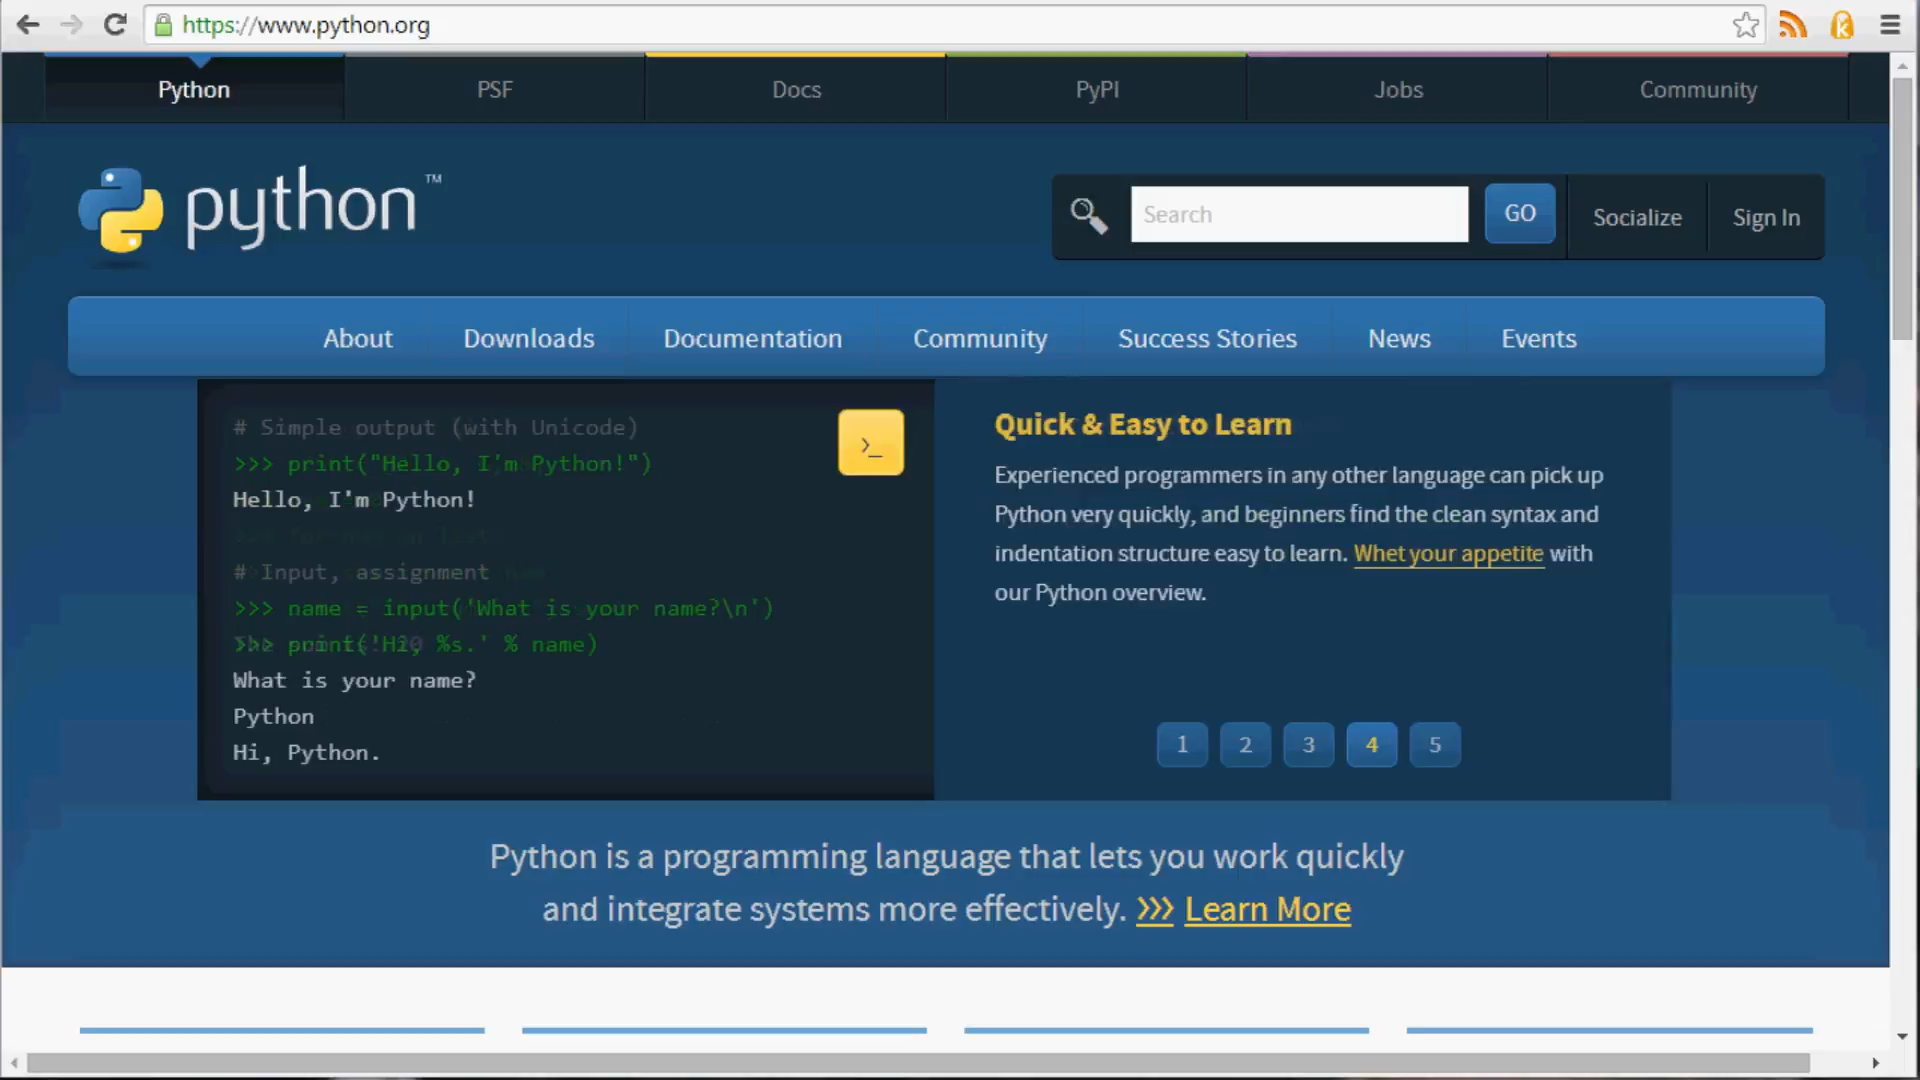 https://www.python.org
Python
PSF
Docs
PyPI
Jobs
Community
python™
Search
GO
Socialize
Sign In
About
Downloads
Documentation
Community
Success Stories
News
Events
# Simple output (with Unicode)
>>> print("Hello, I'm Python!")
Hello, I'm Python!
# Input, assignment
>>> name = input('What is your name?\n')
>>> print('Hi, %s.' % name)
What is your name?
Python
Hi, Python.
>_
Quick & Easy to Learn
Experienced programmers in any other language can pick up
Python very quickly, and beginners find the clean syntax and
indentation structure easy to learn. Whet your appetite with
our Python overview.
1
2
3
4
5
Python is a programming language that lets you work quickly
and integrate systems more effectively. >>> Learn More